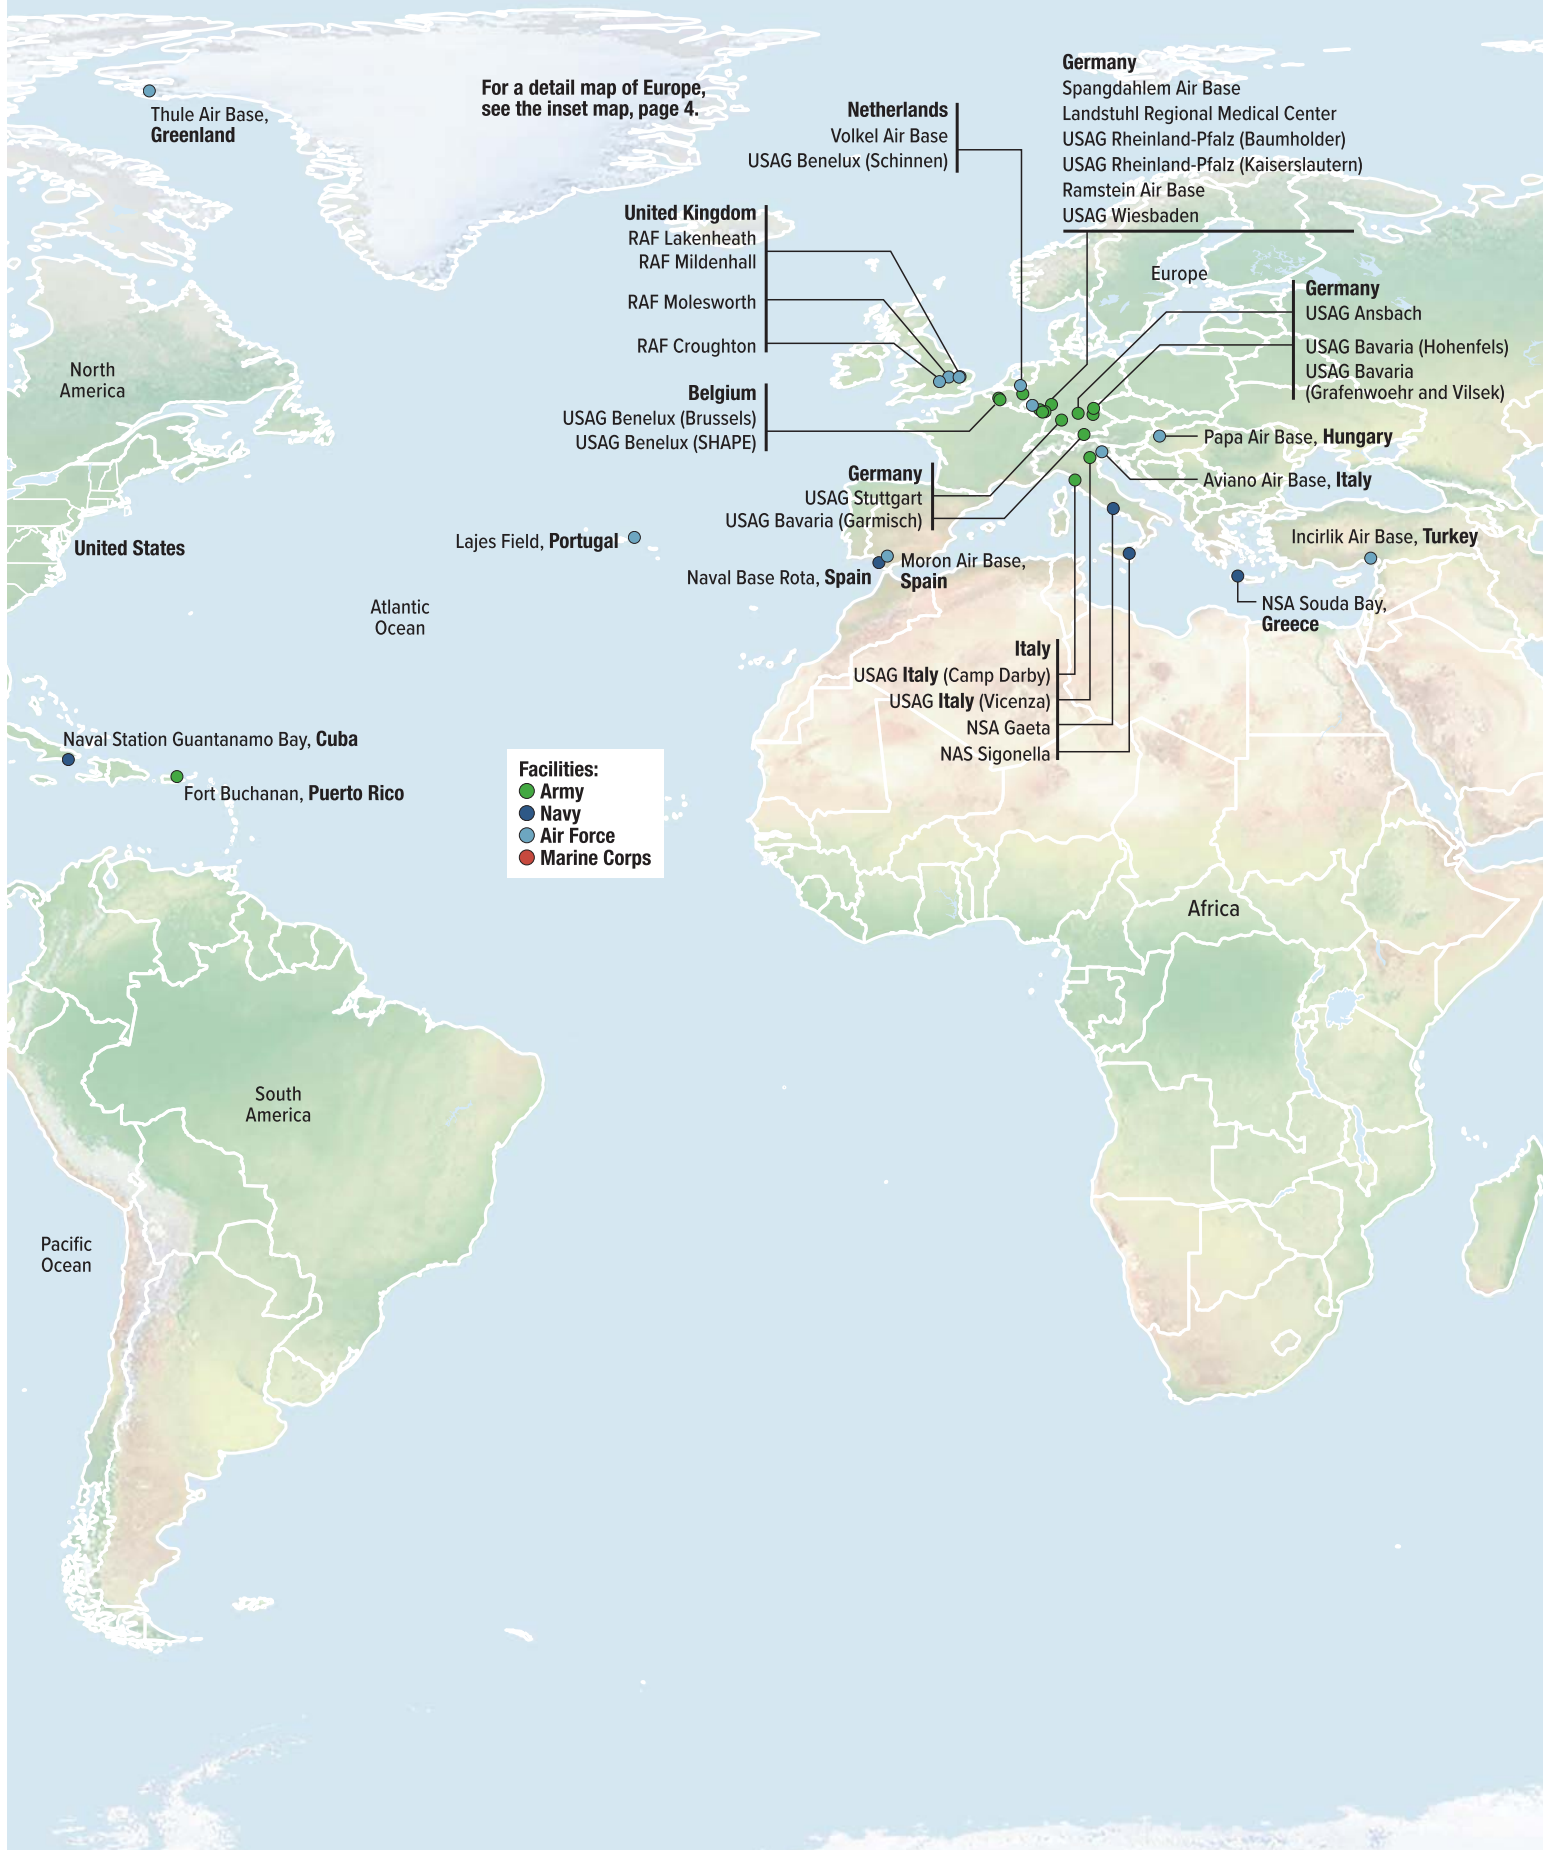 Germany
Spangdahlem Air Base
Landstuhl Regional Medical Center
USAG Rheinland-Pfalz (Baumholder)
USAG Rheinland-Pfalz (Kaiserslautern)
Ramstein Air Base
USAG Wiesbaden
For a detail map of Europe,
see the inset map, page 4.
Thule Air Base,
Greenland
Netherlands
Volkel Air Base
USAG Benelux (Schinnen)
United Kingdom
RAF Lakenheath
RAF Mildenhall
RAF Molesworth
RAF Croughton
Europe
Germany
USAG Ansbach
USAG Bavaria (Hohenfels)
USAG Bavaria
(Grafenwoehr and Vilsek)
North
America
Belgium
USAG Benelux (Brussels)
USAG Benelux (SHAPE)
Papa Air Base, Hungary
Aviano Air Base, Italy
Germany
USAG Stuttgart
USAG Bavaria (Garmisch)
United States
Lajes Field, Portugal
Incirlik Air Base, Turkey
Moron Air Base,
Spain
Naval Base Rota, Spain
NSA Souda Bay,
Greece
Atlantic
Ocean
Italy
USAG Italy (Camp Darby)
USAG Italy (Vicenza)
NSA Gaeta
NAS Sigonella
Naval Station Guantanamo Bay, Cuba
Fort Buchanan, Puerto Rico
Facilities:
Army
Navy
Air Force
Marine Corps
Africa
South
America
Pacific
Ocean